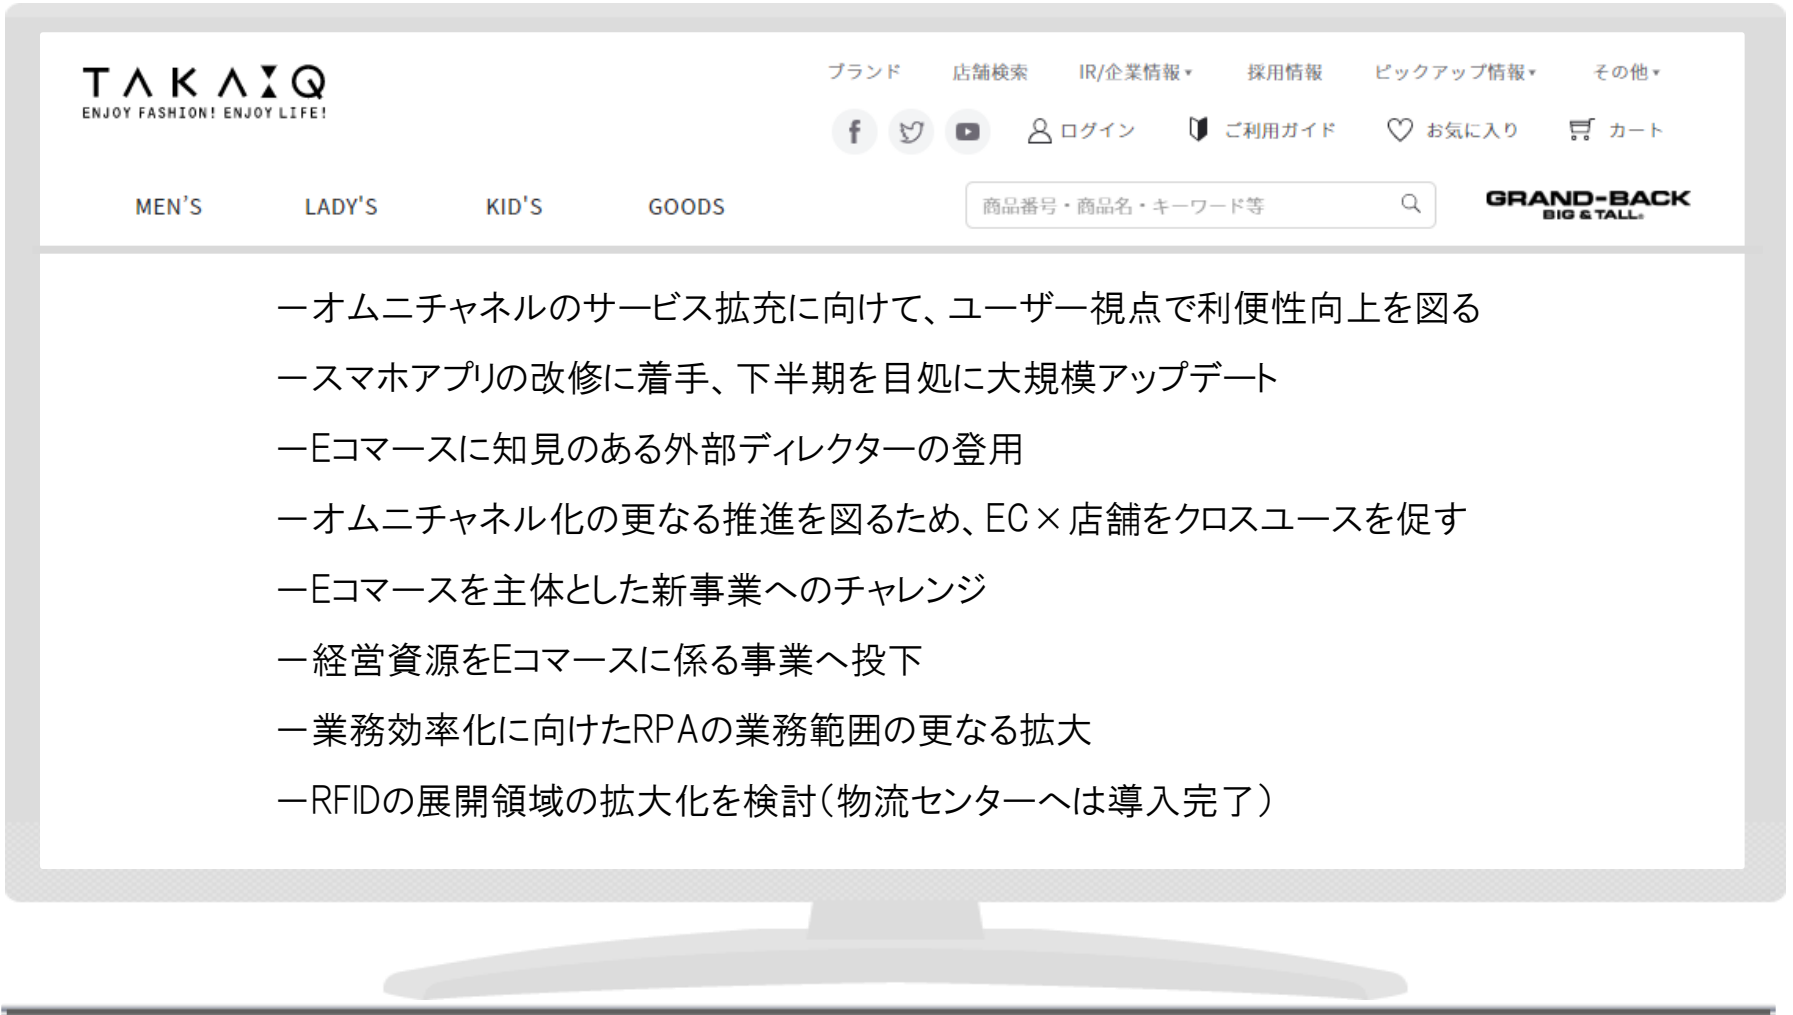 TAKA:Q
ENJOY FASHION! ENJOY LIFE!
ブランド 店舗検索 IR/企業情報▾ 採用情報 ピックアップ情報▾ その他▾
ログイン ご利用ガイド お気に入り カート
MEN'S LADY'S KID'S GOODS 商品番号・商品名・キーワード等 GRAND-BACK
BIG & TALL.
－オムニチャネルのサービス拡充に向けて、ユーザー視点で利便性向上を図る
－スマホアプリの改修に着手、下半期を目処に大規模アップデート
－Eコマースに知見のある外部ディレクターの登用
－オムニチャネル化の更なる推進を図るため、EC×店舗をクロスユースを促す
－Eコマースを主体とした新事業へのチャレンジ
－経営資源をEコマースに係る事業へ投下
－業務効率化に向けたRPAの業務範囲の更なる拡大
－RFIDの展開領域の拡大化を検討（物流センターへは導入完了）